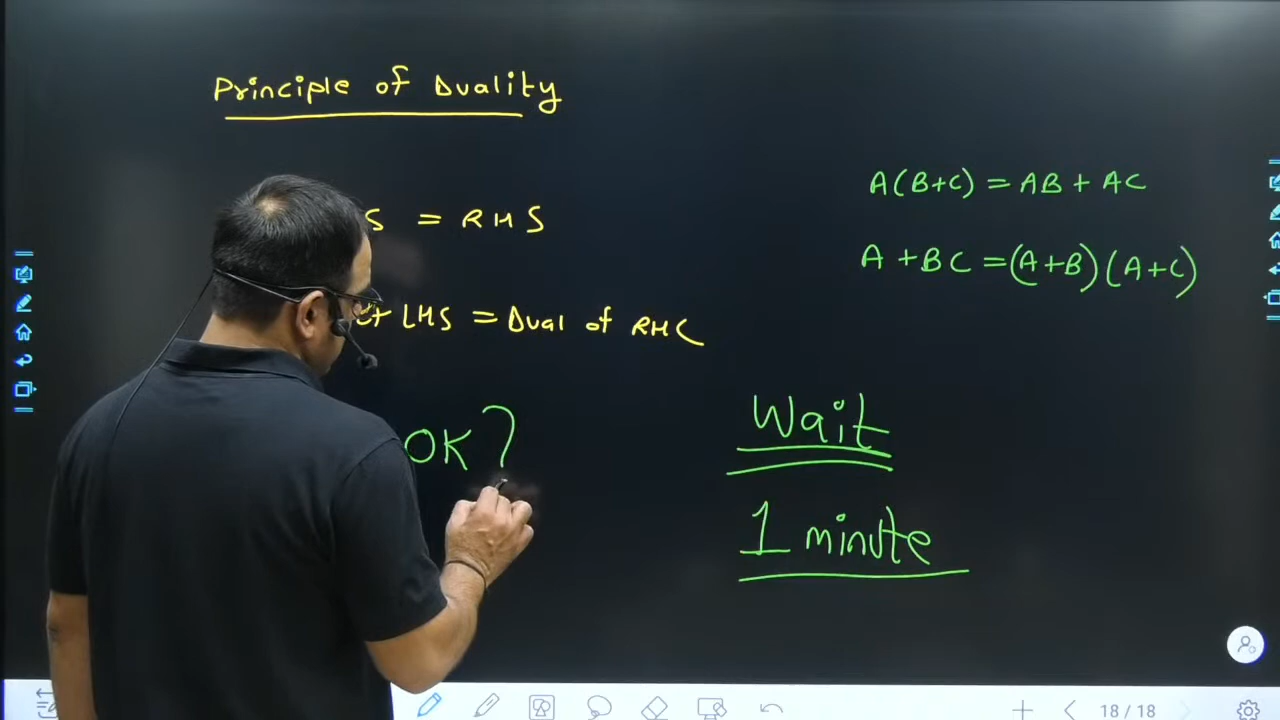 Principle of Duality
S = RHS
LHS = Dual of RHC
OK?
A(B+C) = AB + AC
A + BC = (A+B)(A+C)
Wait
1 minute
18 / 18